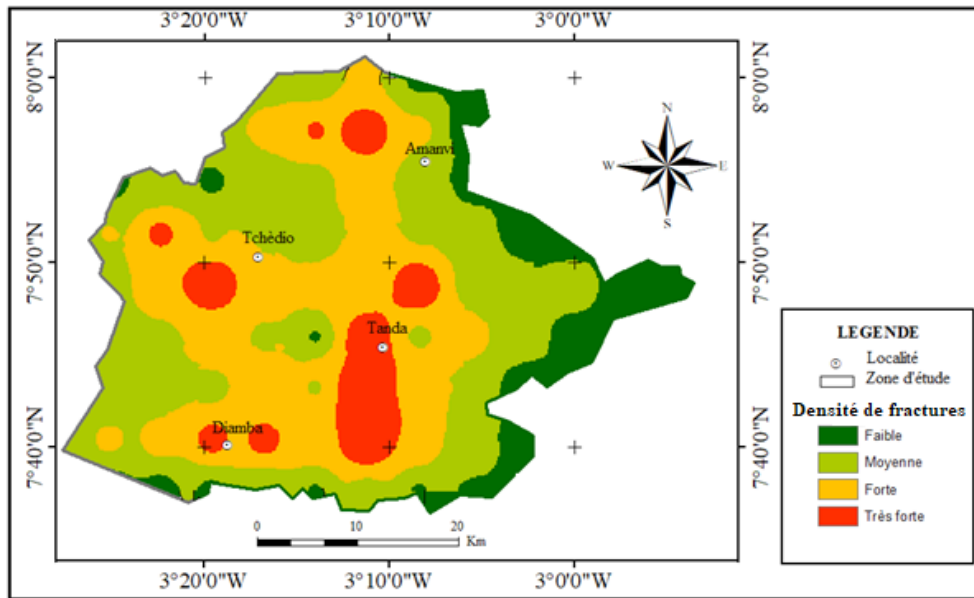 3°20'0"W 3°10'0"W 3°0'0"W
8°0'0"N 8°0'0"N
N
W E
S
Amanvi
Tchèdio
7°50'0"N 7°50'0"N
Tanda
Diamba
7°40'0"N 7°40'0"N
0 10 20
Km
3°20'0"W 3°10'0"W 3°0'0"W
LEGENDE
Localité
Zone d'étude
Densité de fractures
Faible
Moyenne
Forte
Très forte